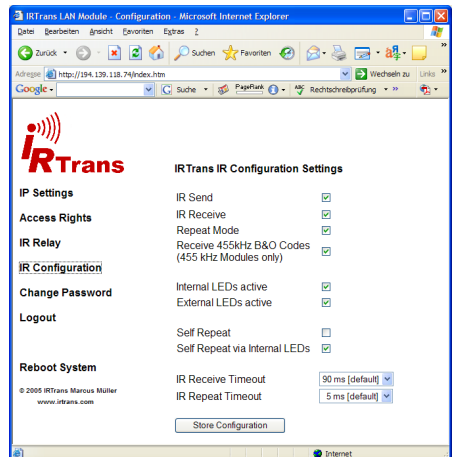 IRTrans LAN Module - Configuration - Microsoft Internet Explorer
Datei Bearbeiten Ansicht Favoriten Extras ?
Zurück Suchen Favoriten
Adresse http://194.139.118.74/index.htm Wechseln zu Links
Google Suche PageRank ABC Rechtschreibprüfung
IRTrans
IRTrans IR Configuration Settings
IP Settings
Access Rights
IR Relay
IR Configuration
Change Password
Logout
Reboot System
© 2005 IRTrans Marcus Müller
www.irtrans.com
IR Send
IR Receive
Repeat Mode
Receive 455kHz B&O Codes
(455 kHz Modules only)
Internal LEDs active
External LEDs active
Self Repeat
Self Repeat via Internal LEDs
IR Receive Timeout 90 ms [default]
IR Repeat Timeout 5 ms [default]
Store Configuration
Internet